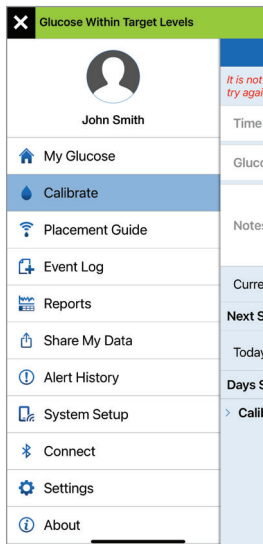 Glucose Within Target Levels
John Smith
My Glucose
Calibrate
Placement Guide
Event Log
Reports
Share My Data
Alert History
System Setup
Connect
Settings
About
It is not
try agai
Time
Gluco
Notes
Curre
Next S
Today
Days S
Calib